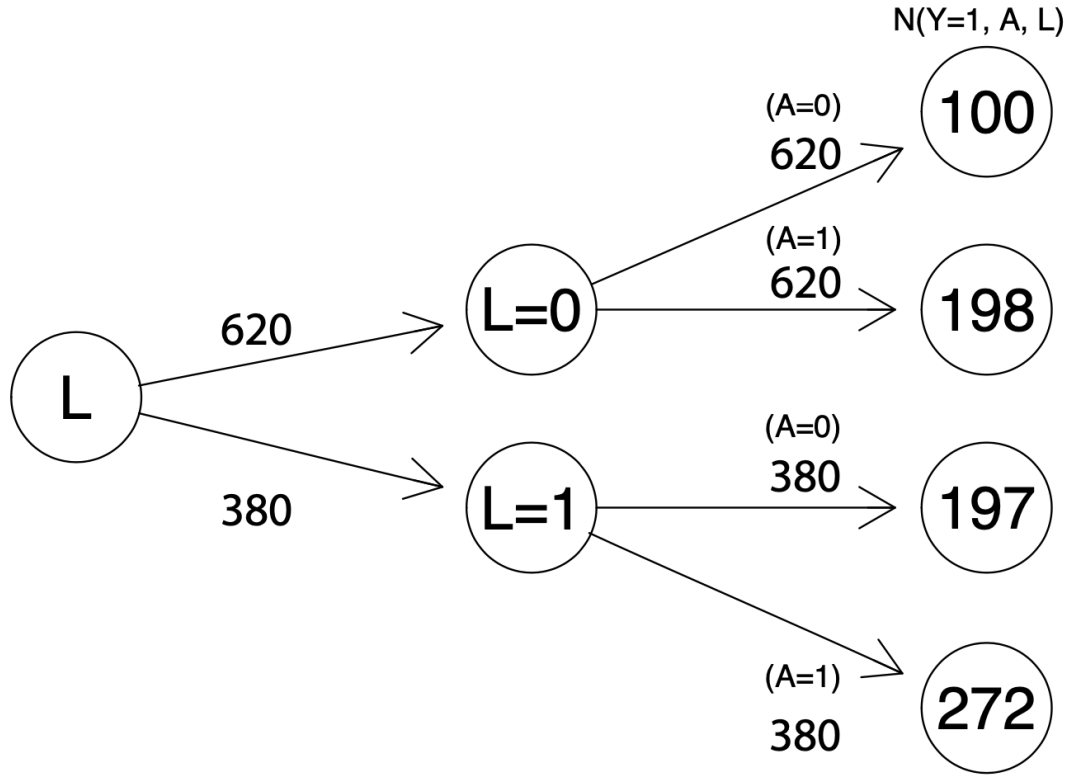 N(Y=1, A, L)
(A=0)
620
100
(A=1)
620
198
L=0
620
L
380
L=1
(A=0)
380
197
(A=1)
380
272